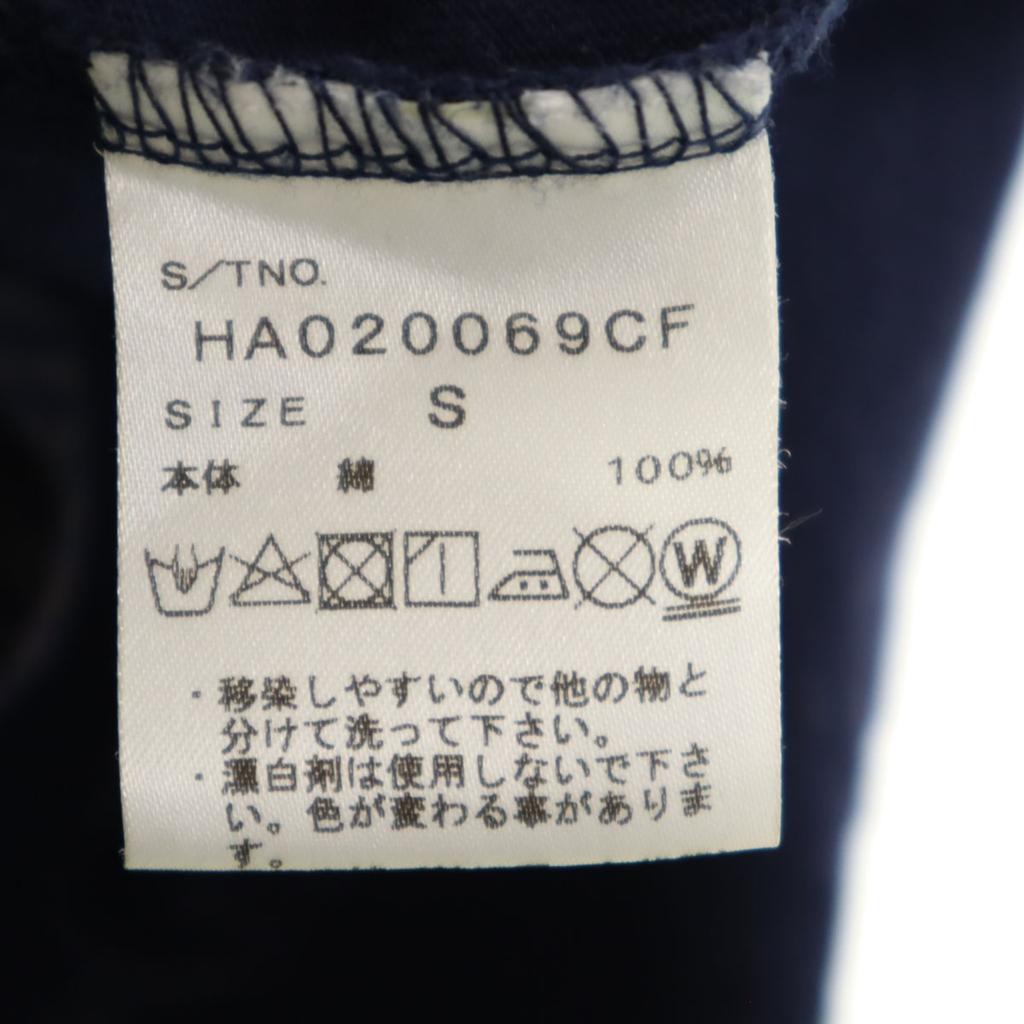 S/TNO.
HA020069CF
SIZE S
本体 綿 100%
W
・移染しやすいので他の物と
分けて洗って下さい。
・漂白剤は使用しないで下さ
い。色が変わる事がありま
す。